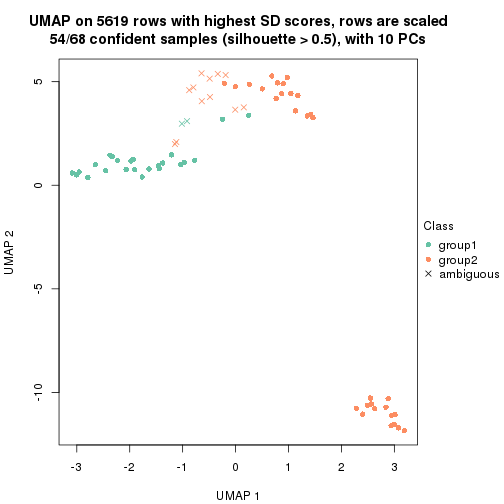 UMAP on 5619 rows with highest SD scores, rows are scaled
54/68 confident samples (silhouette > 0.5), with 10 PCs
5
0
-5
-10
UMAP 2
-3
-2
-1
0
1
2
3
UMAP 1
Class
group1
group2
ambiguous